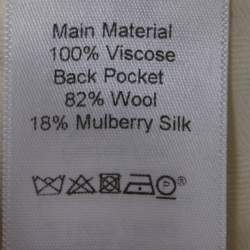 Main Material
100% Viscose
Back Pocket
82% Wool
18% Mulberry Silk